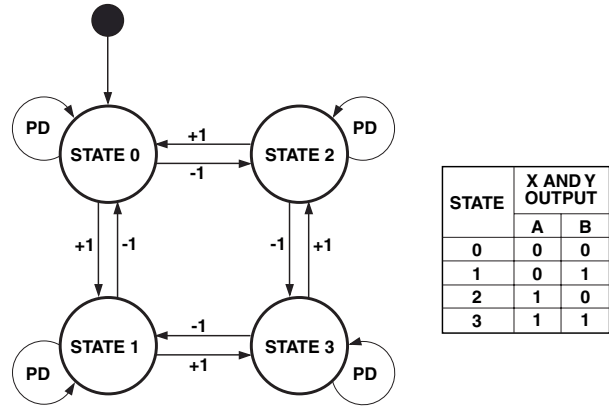 PD
STATE 0
+1
-1
STATE 2
PD
+1
-1
-1
+1
PD
STATE 1
-1
+1
STATE 3
PD
STATE
X AND Y
OUTPUT
A B
0 0 0
1 0 1
2 1 0
3 1 1